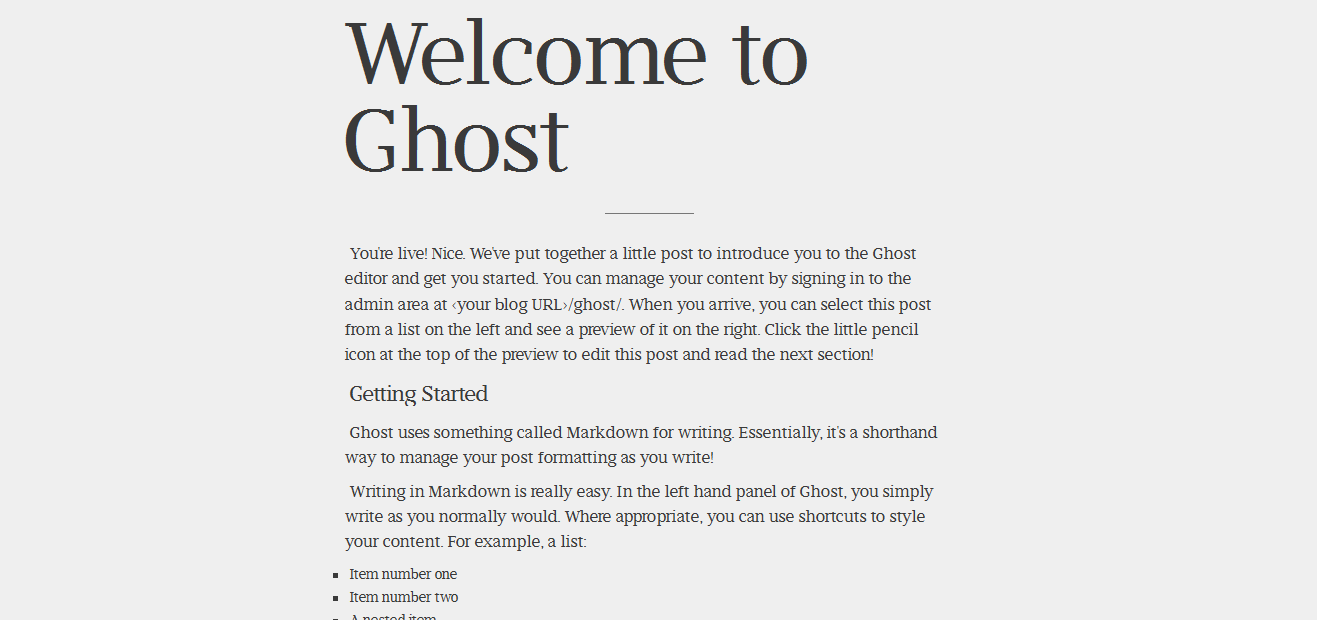 Welcome to
Ghost
You're live! Nice. We've put together a little post to introduce you to the Ghost
editor and get you started. You can manage your content by signing in to the
admin area at ‹your blog URL›/ghost/. When you arrive, you can select this post
from a list on the left and see a preview of it on the right. Click the little pencil
icon at the top of the preview to edit this post and read the next section!
Getting Started
Ghost uses something called Markdown for writing. Essentially, it's a shorthand
way to manage your post formatting as you write!
Writing in Markdown is really easy. In the left hand panel of Ghost, you simply
write as you normally would. Where appropriate, you can use shortcuts to style
your content. For example, a list:
Item number one
Item number two
A nested item